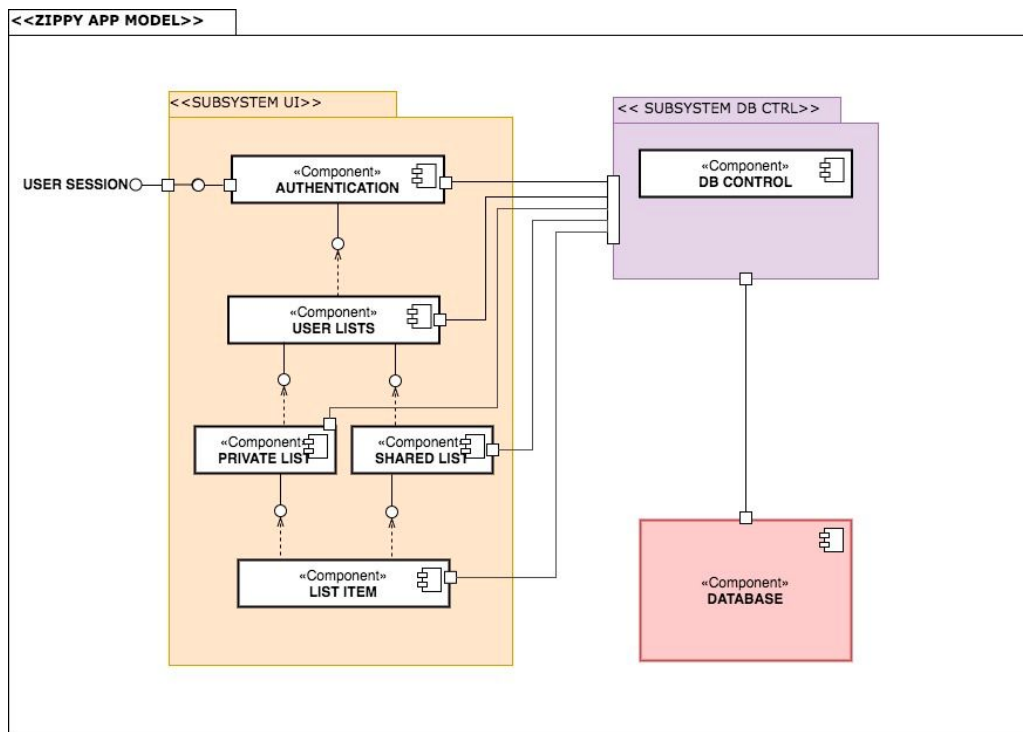 <<ZIPPY APP MODEL>>
<<SUBSYSTEM UI>>
<< SUBSYSTEM DB CTRL>>
USER SESSION
«Component»
AUTHENTICATION
«Component»
DB CONTROL
«Component»
USER LISTS
«Component»
PRIVATE LIST
«Component»
SHARED LIST
«Component»
LIST ITEM
«Component»
DATABASE